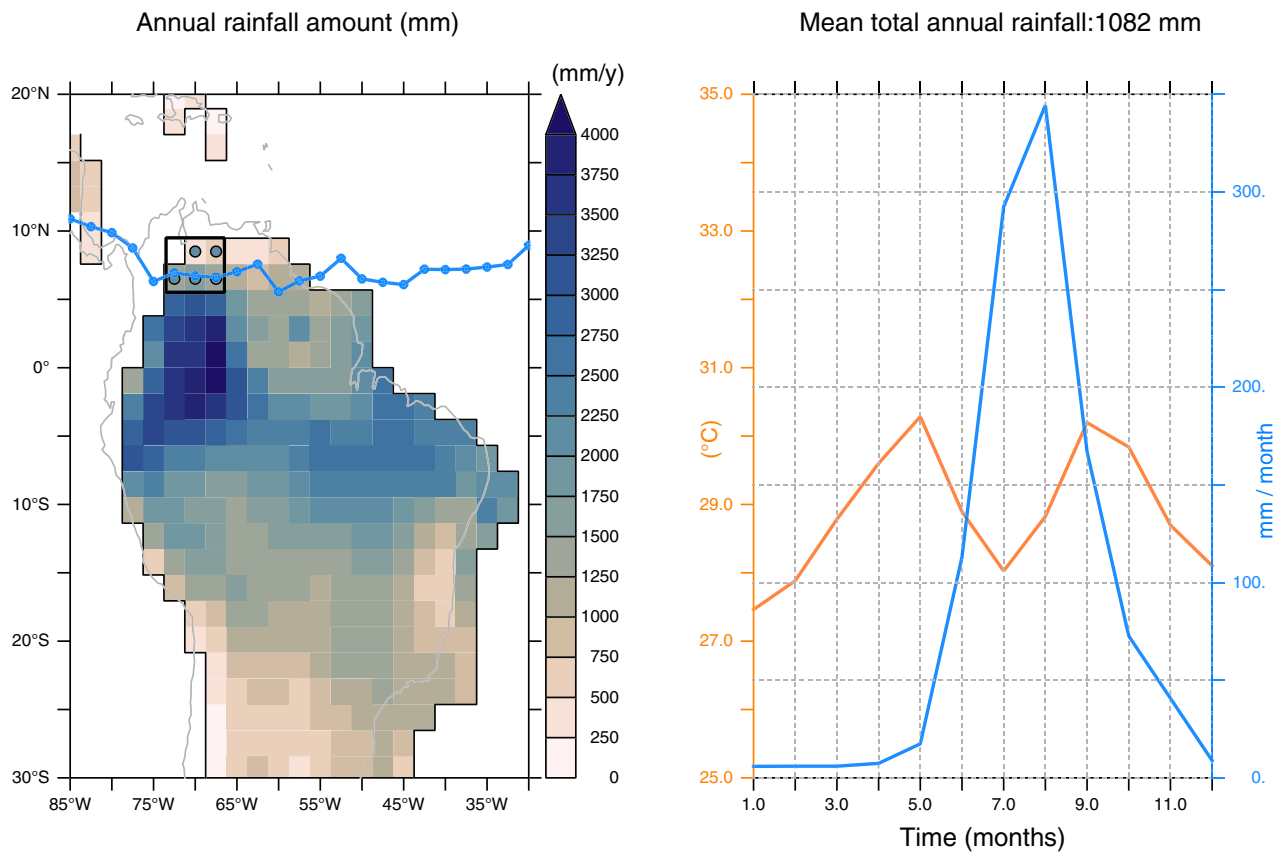 Annual rainfall amount (mm)
Mean total annual rainfall:1082 mm
(mm/y)
20°N
10°N
0°
10°S
20°S
30°S
85°W 75°W 65°W 55°W 45°W 35°W
4000
3750
3500
3250
3000
2750
2500
2250
2000
1750
1500
1250
1000
750
500
250
0
35.0
33.0
31.0
29.0
27.0
25.0
(°C)
1.0 3.0 5.0 7.0 9.0 11.0
Time (months)
300.
200.
100.
0.
mm / month